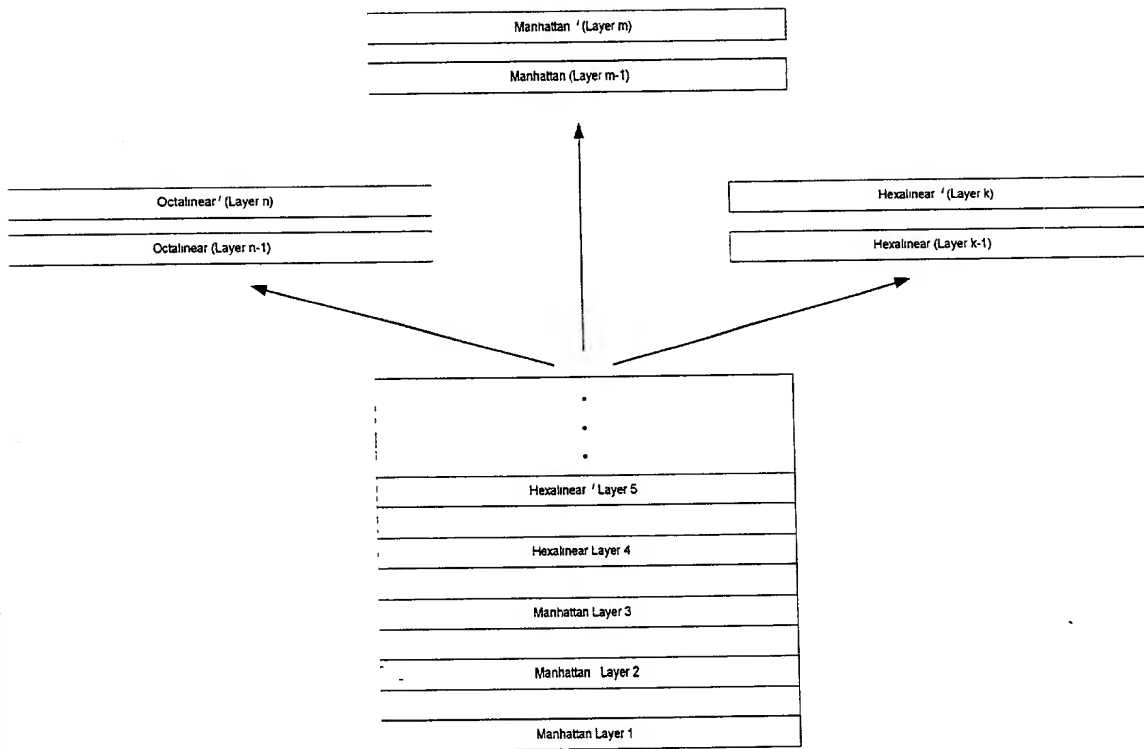 Manhattan ' (Layer m)
Manhattan (Layer m-1)
Octalinear ' (Layer n)
Octalinear (Layer n-1)
Hexalinear ' (Layer k)
Hexalinear (Layer k-1)
Hexalinear ' Layer 5
Hexalinear Layer 4
Manhattan Layer 3
Manhattan Layer 2
Manhattan Layer 1